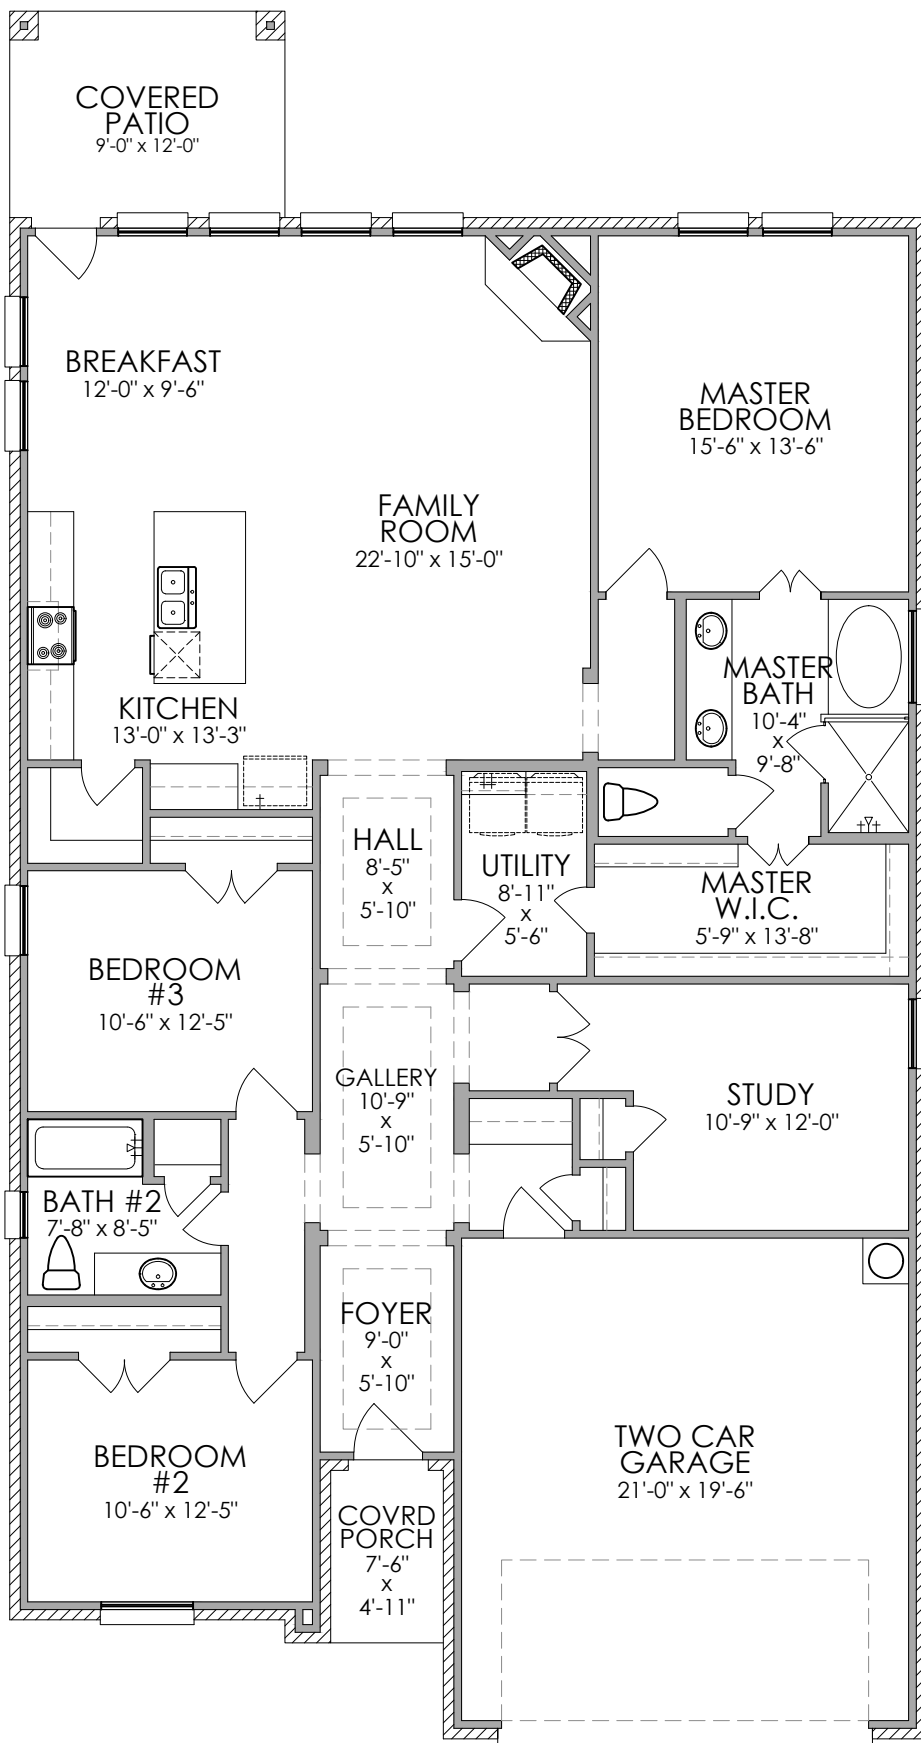 COVERED
PATIO
9'-0" x 12'-0"
BREAKFAST
12'-0" x 9'-6"
MASTER
BEDROOM
15'-6" x 13'-6"
FAMILY
ROOM
22'-10" x 15'-0"
KITCHEN
13'-0" x 13'-3"
MASTER
BATH
10'-4"
x
9'-8"
HALL
8'-5"
x
5'-10"
UTILITY
8'-11"
x
5'-6"
MASTER
W.I.C.
5'-9" x 13'-8"
BEDROOM
#3
10'-6" x 12'-5"
GALLERY
10'-9"
x
5'-10"
STUDY
10'-9" x 12'-0"
BATH #2
7'-8" x 8'-5"
FOYER
9'-0"
x
5'-10"
BEDROOM
#2
10'-6" x 12'-5"
TWO CAR
GARAGE
21'-0" x 19'-6"
COVRD
PORCH
7'-6"
x
4'-11"